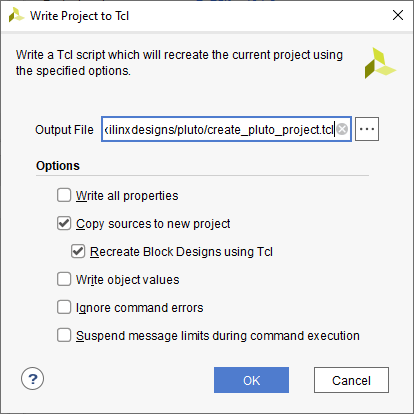 Write Project to Tcl
Write a Tcl script which will recreate the current project using
the specified options.
Output File xilinxdesigns/pluto/create_pluto_project.tcl ...
Options
Write all properties
Copy sources to new project
Recreate Block Designs using Tcl
Write object values
Ignore command errors
Suspend message limits during command execution
? OK Cancel